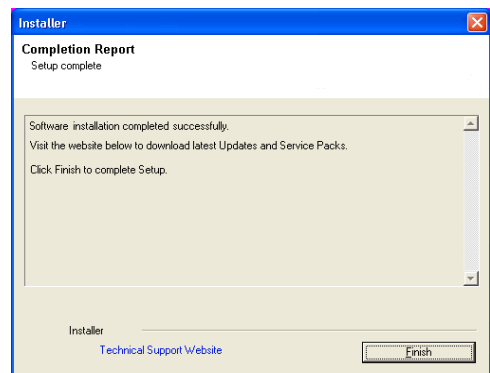 Installer
Completion Report
Setup complete
Software installation completed successfully.
Visit the website below to download latest Updates and Service Packs.
Click Finish to complete Setup.
Installer
Technical Support Website
Finish